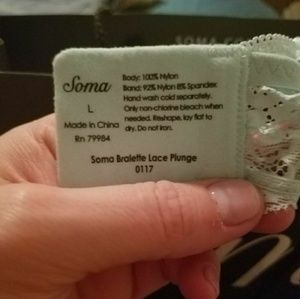 SOMA
Soma
L
Made in China
Rn 79984
Body: 100% Nylon
Band: 92% Nylon 8% Spandex
Hand wash cold separately.
Only non-chlorine bleach when
needed. Reshape, lay flat to
dry. Do not iron.
Soma Bralette Lace Plunge
0117